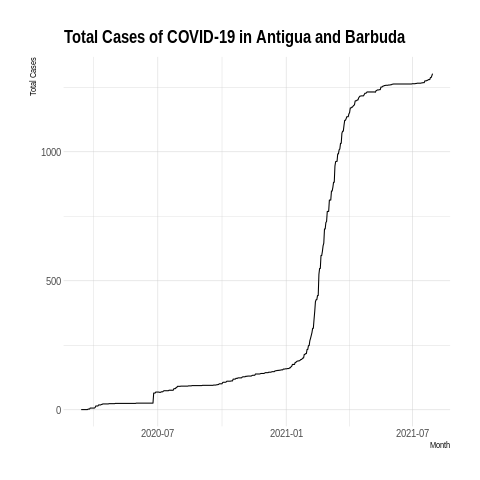 Total Cases of COVID-19 in Antigua and Barbuda
Total Cases
1000
500
0
2020-07
2021-01
2021-07
Month